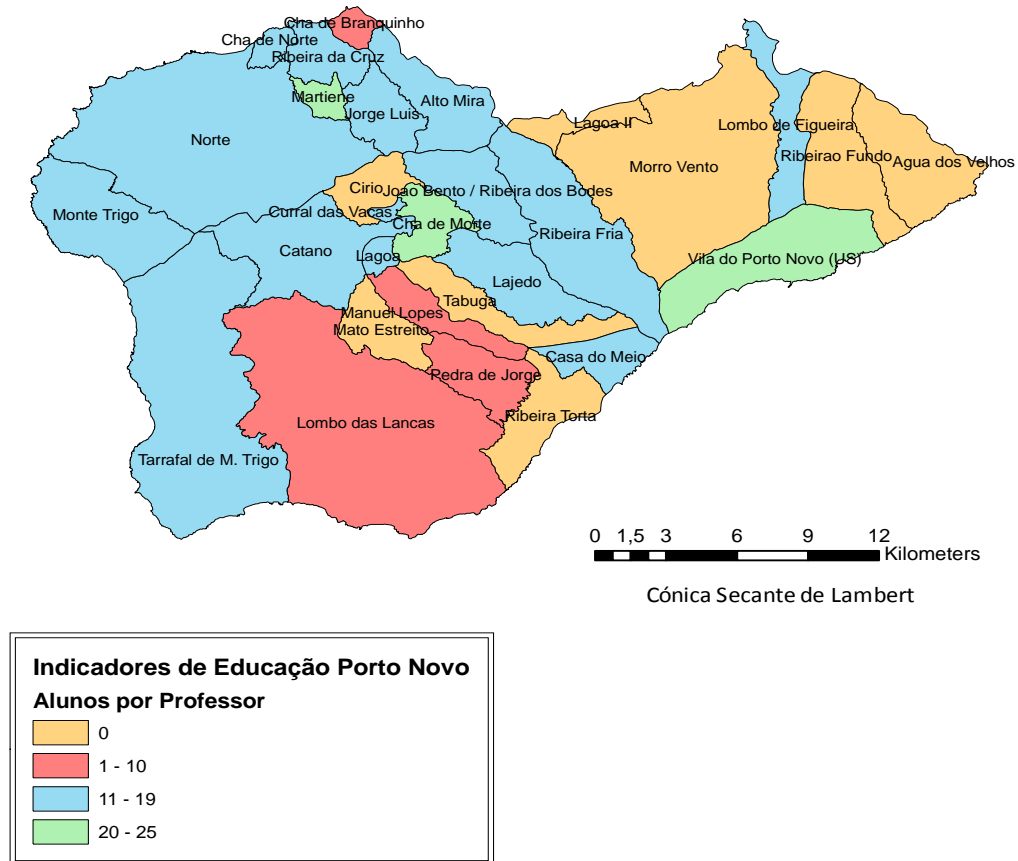 Cha de Branquinho
Cha de Norte
Ribeira da Cruz
Martiene
Alto Mira
Jorge Luis
Lagoa II
Lombo de Figueira
Norte
Morro Vento
Ribeirao Fundo
Agua dos Velhos
Cirio
João Bento / Ribeira dos Bodes
Monte Trigo
Curral das Vacas
Cha de Morte
Ribeira Fria
Catano
Lagoa
Vila do Porto Novo (US)
Lajedo
Tabuga
Manuel Lopes
Mato Estreito
Casa do Meio
Pedra de Jorge
Lombo das Lancas
Ribeira Torta
Tarrafal de M. Trigo
0 1,5 3 6 9 12
Kilometers
Cónica Secante de Lambert
Indicadores de Educação Porto Novo
Alunos por Professor
0
1 - 10
11 - 19
20 - 25